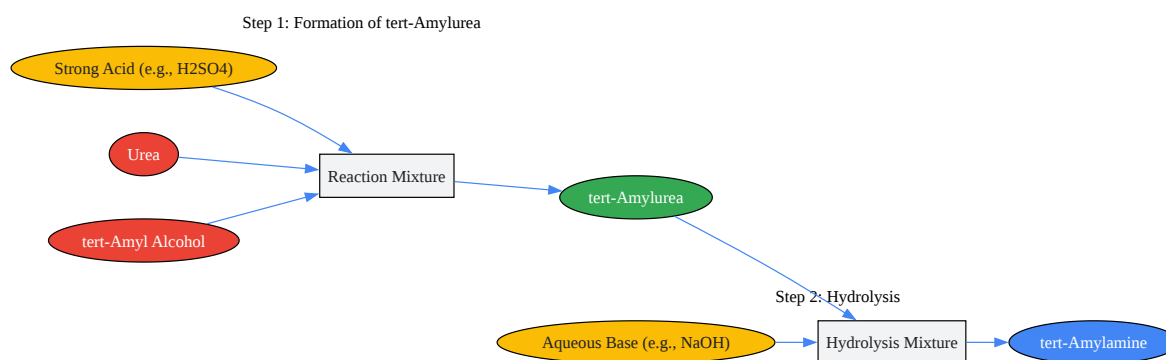 Step 1: Formation of tert-Amylurea
Strong Acid (e.g., H2SO4)
Urea
Reaction Mixture
tert-Amylurea
tert-Amyl Alcohol
Step 2: Hydrolysis
Aqueous Base (e.g., NaOH)
Hydrolysis Mixture
tert-Amylamine